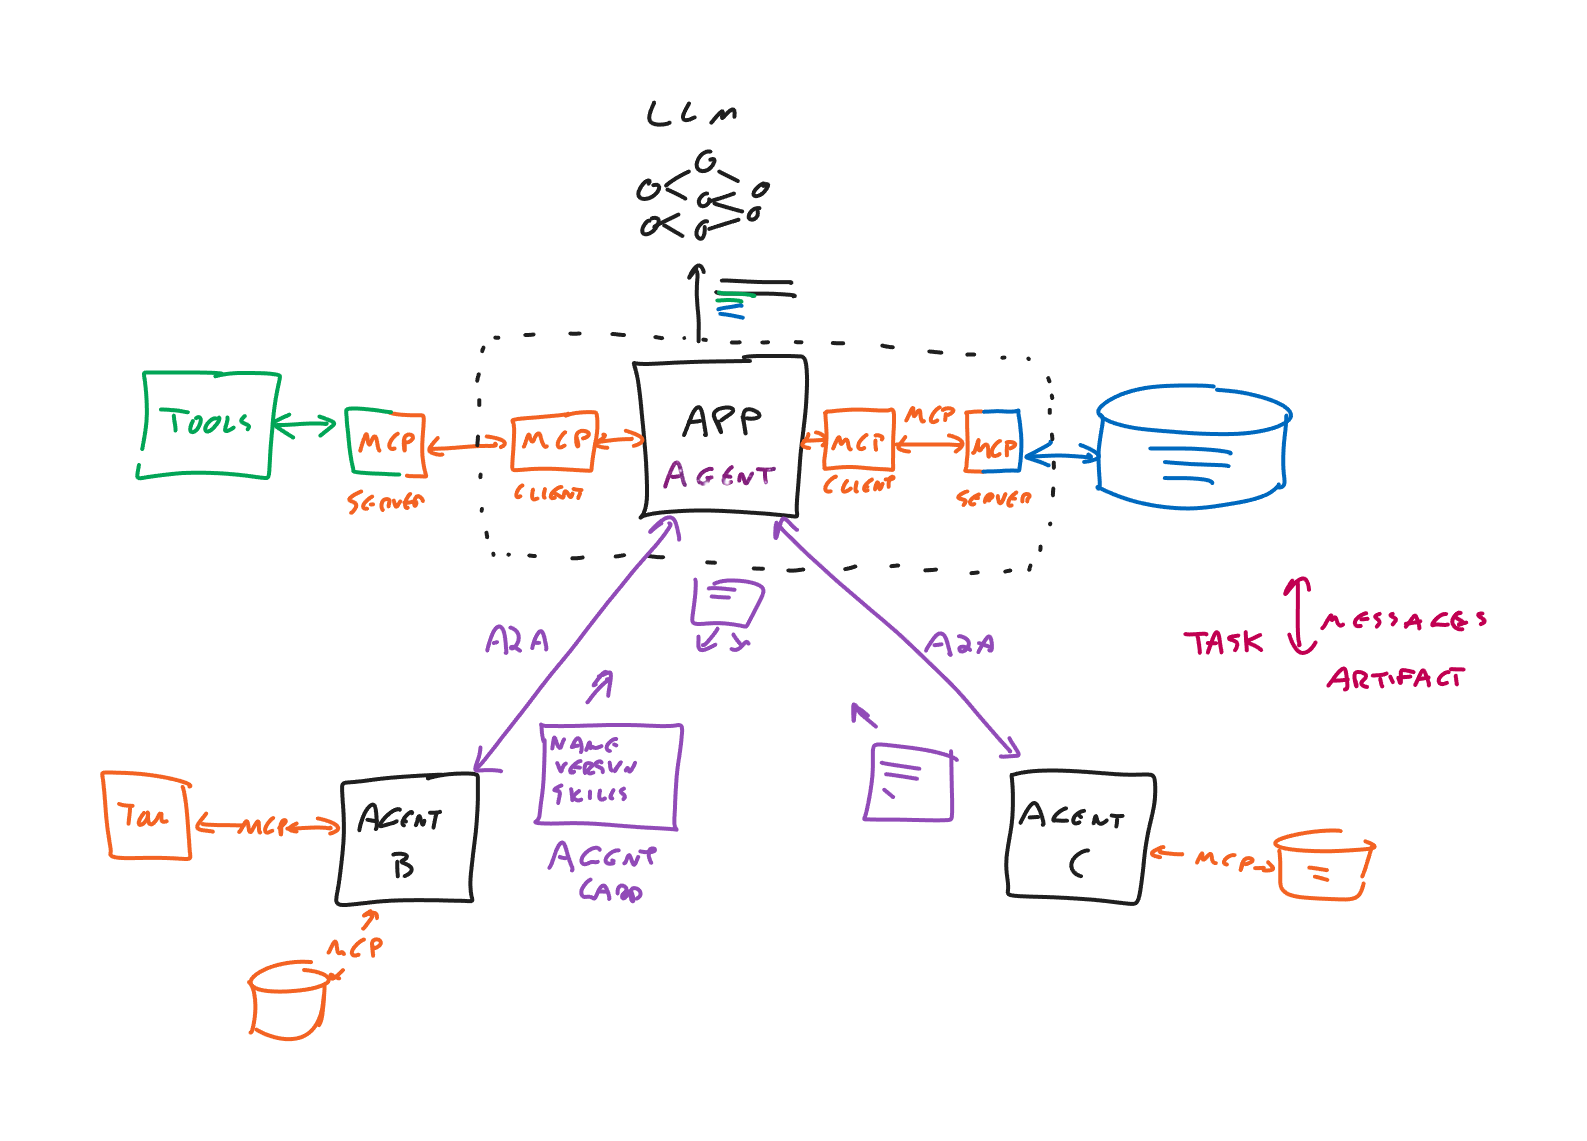 LLM
TOOLS
MCP
SERVER
MCP
CLIENT
APP
AGENT
MCP
CLIENT
MCP
MCP
SERVER
A2A
A2A
TASK
MESSAGES
ARTIFACT
NAME
VERSION
SKILLS
AGENT
CARD
MCP
AGENT
B
MCP
AGENT
C
MCP